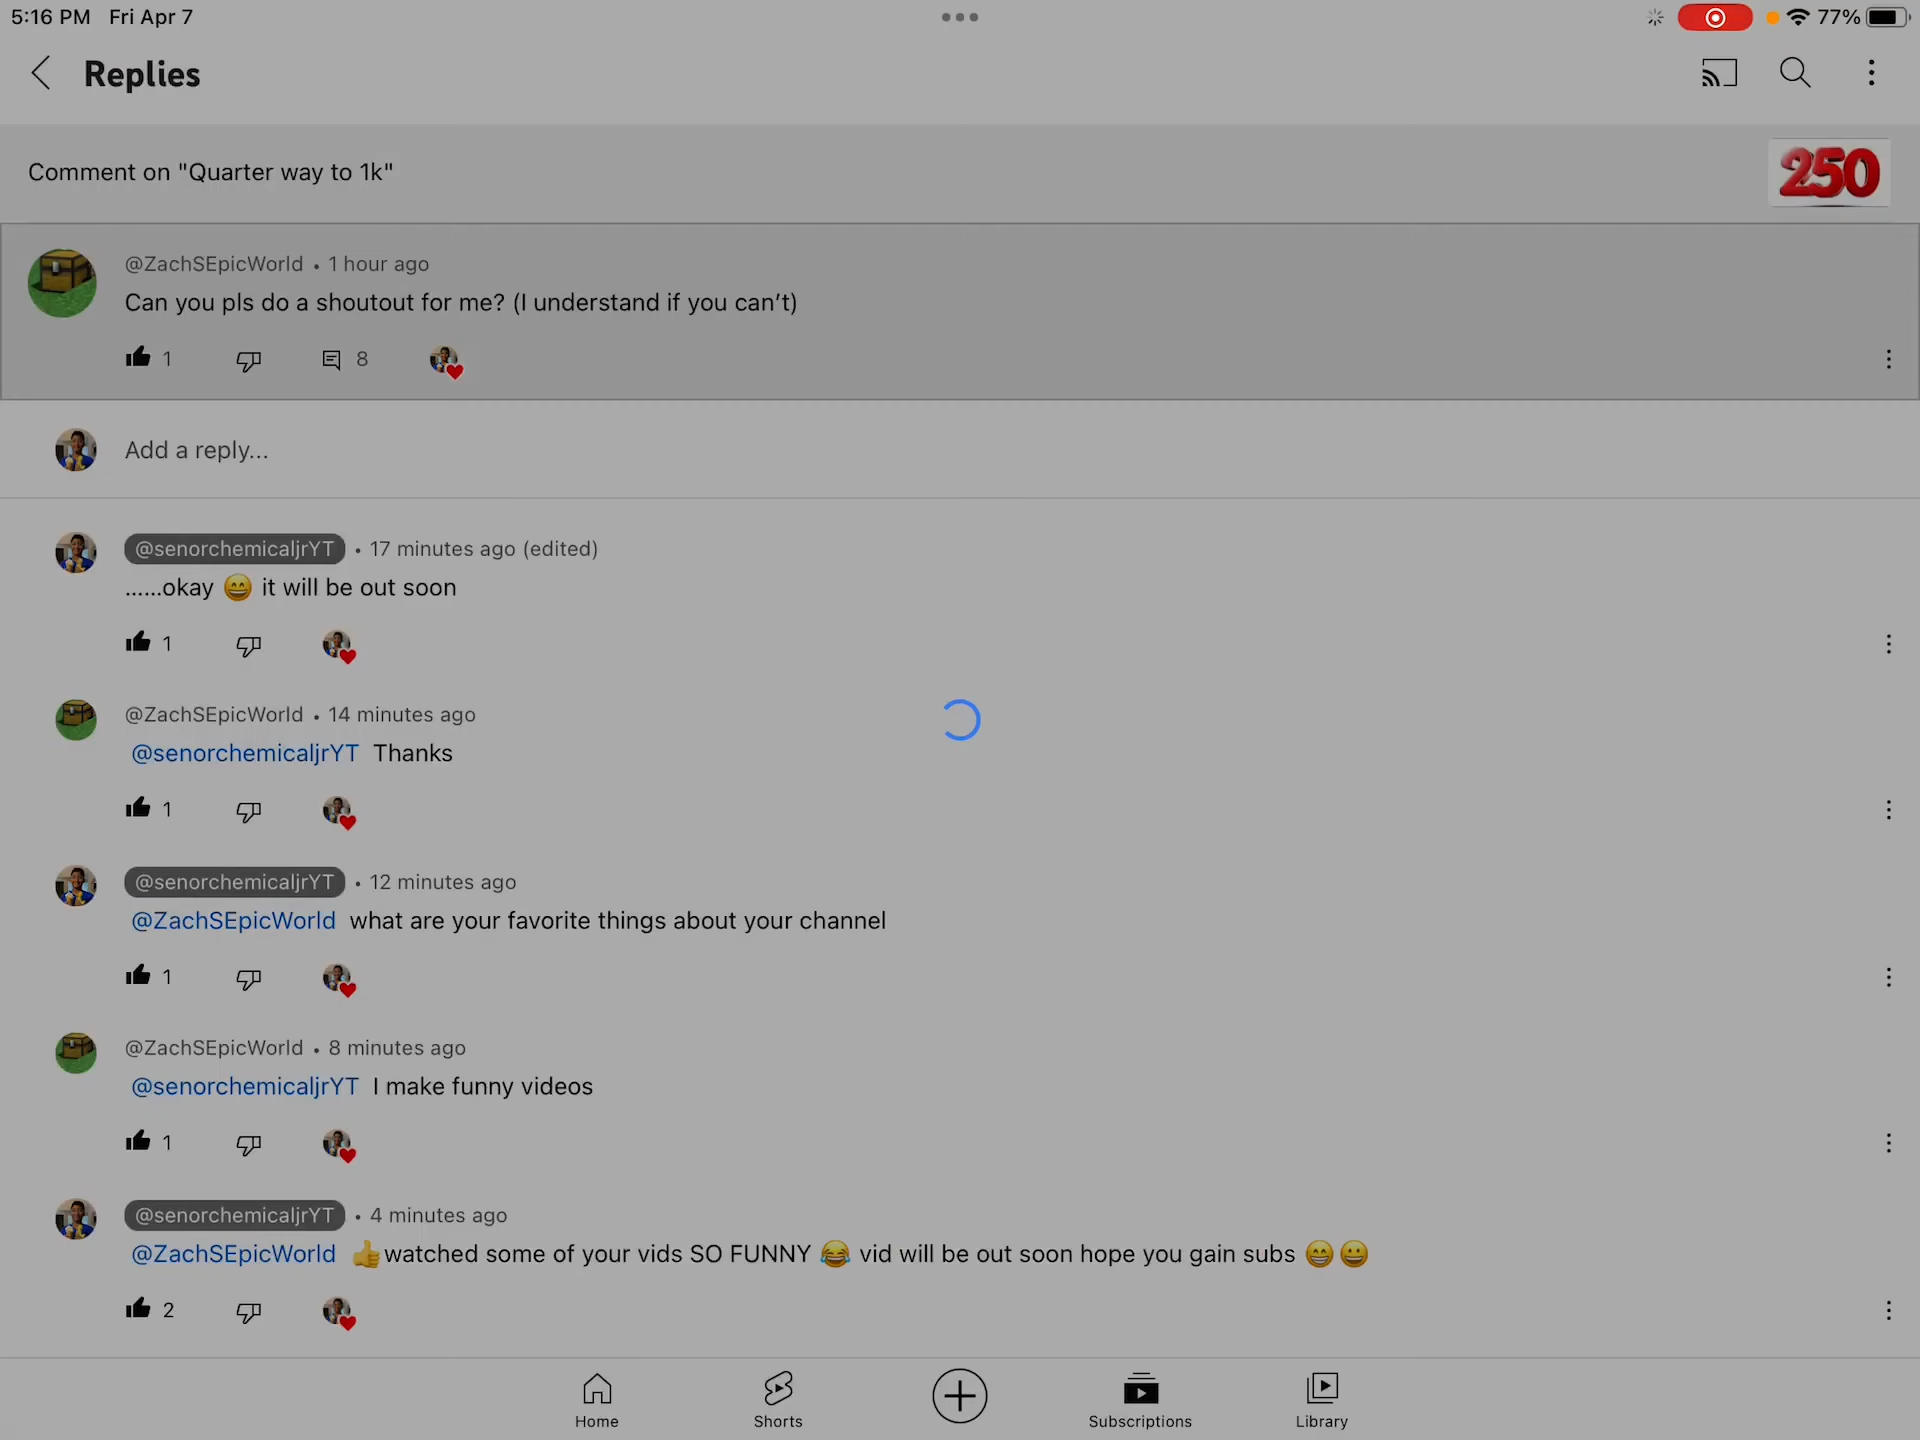 5:16 PM Fri Apr 7
77%
Replies
Comment on "Quarter way to 1k"
250
@ZachSEpicWorld • 1 hour ago
Can you pls do a shoutout for me? (I understand if you can’t)
1 8
Add a reply...
@senorchemicaljrYT • 17 minutes ago (edited)
......okay 😄 it will be out soon
1
@ZachSEpicWorld • 14 minutes ago
@senorchemicaljrYT Thanks
1
@senorchemicaljrYT • 12 minutes ago
@ZachSEpicWorld what are your favorite things about your channel
1
@ZachSEpicWorld • 8 minutes ago
@senorchemicaljrYT I make funny videos
1
@senorchemicaljrYT • 4 minutes ago
@ZachSEpicWorld 👍watched some of your vids SO FUNNY 😂 vid will be out soon hope you gain subs 😁😀
2
Home Shorts Subscriptions Library